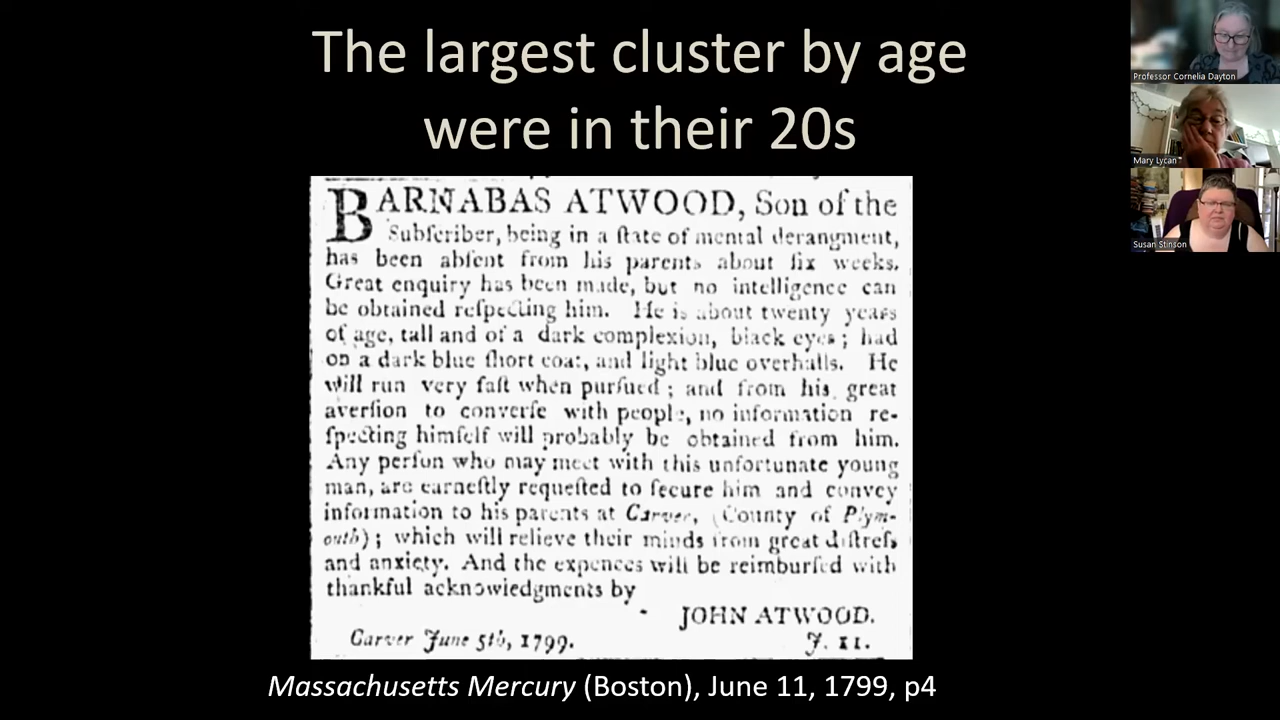 The largest cluster by age
were in their 20s
BARNABAS ATWOOD, Son of the
Subſcriber, being in a ſtate of mental derangment,
has been abſent from his parents about ſix weeks.
Great enquiry has been made, but no intelligence can
be obtained reſpecting him. He is about twenty years
of age, tall and of a dark complexion, black eyes; had
on a dark blue ſhort coat, and light blue overhalls. He
will run very faſt when purſued; and from his great
averſion to converſe with people, no information re-
ſpecting himſelf will probably be obtained from him.
Any perſon who may meet with this unfortunate young
man, are earneſtly requeſted to ſecure him and convey
information to his parents at Carver, (County of Plym-
outh); which will relieve their minds from great diſtreſs
and anxiety. And the expences will be reimburſed with
thankful acknowledgments by
JOHN ATWOOD.
Carver June 5th, 1799. J. 11.
Massachusetts Mercury (Boston), June 11, 1799, p4
Professor Cornelia Dayton
Mary Lycan
Susan Stinson